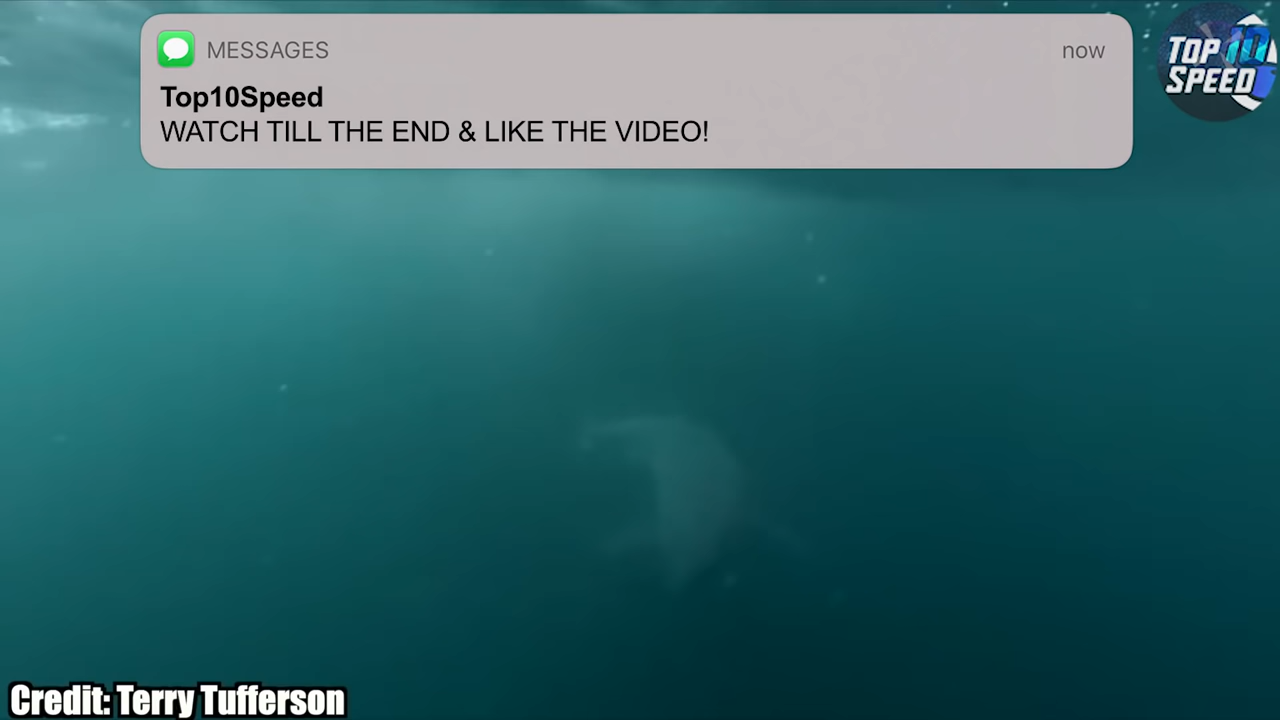 MESSAGES
now
TOP 10
SPEED
Top10Speed
WATCH TILL THE END & LIKE THE VIDEO!
Credit: Terry Tufferson